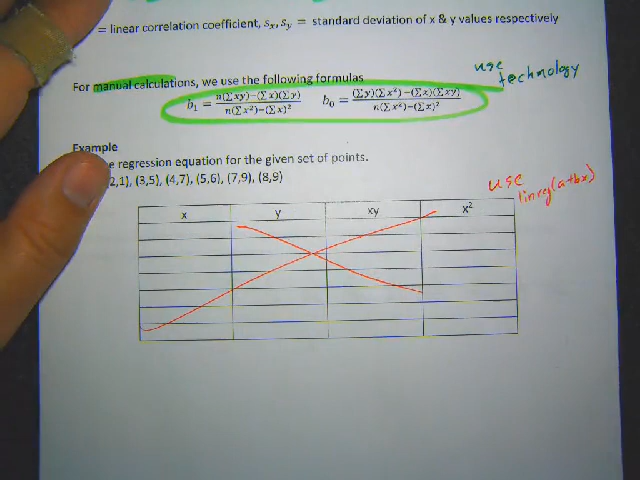 = linear correlation coefficient, sₓ, sᵧ = standard deviation of x & y values respectively
use
technology
For manual calculations, we use the following formulas
b₁ = n(Σxy)−(Σx)(Σy) / n(Σx²)−(Σx)² b₀ = (Σy)(Σx²)−(Σx)(Σxy) / n(Σx²)−(Σx)²
Example
regression equation for the given set of points.
2,1), (3,5), (4,7), (5,6), (7,9), (8,9)
use
linreg(a+bx)
x y xy x²